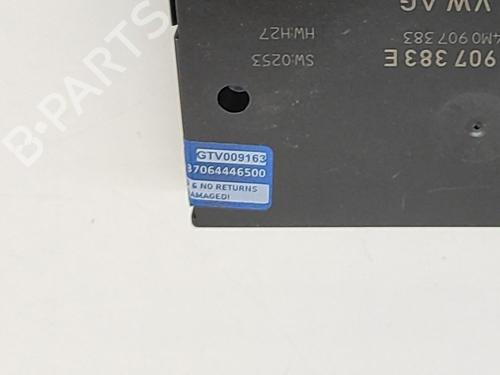 VW AG
4M0 907 383
907 383 E
HW:H27
SW:0253
GTV009163
37064446500
& NO RETURNS
AMAGED!
B-PARTS